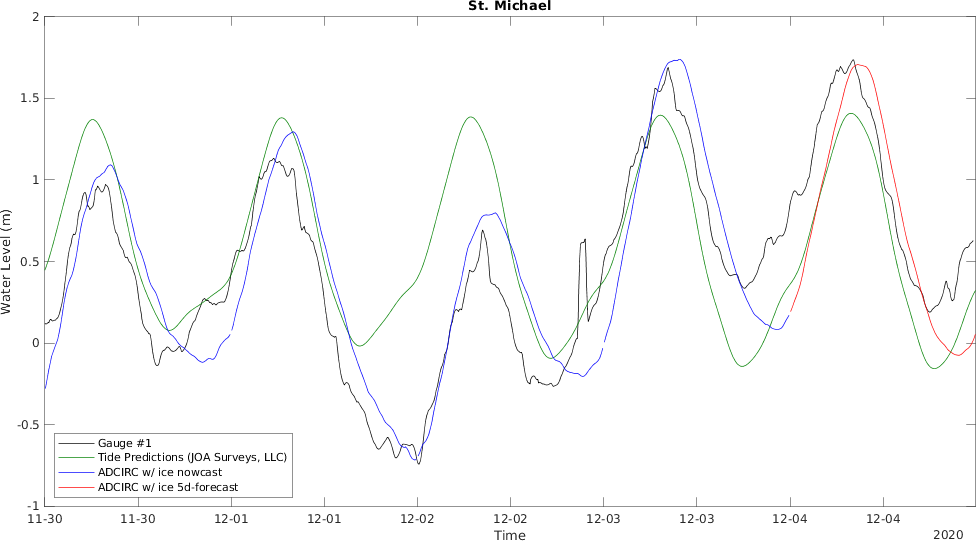 St. Michael
2
1.5
1
0.5
0
-0.5
-1
Water Level (m)
Gauge #1
Tide Predictions (JOA Surveys, LLC)
ADCIRC w/ ice nowcast
ADCIRC w/ ice 5d-forecast
11-30 11-30 12-01 12-01 12-02 12-02 12-03 12-03 12-04 12-04
Time
2020